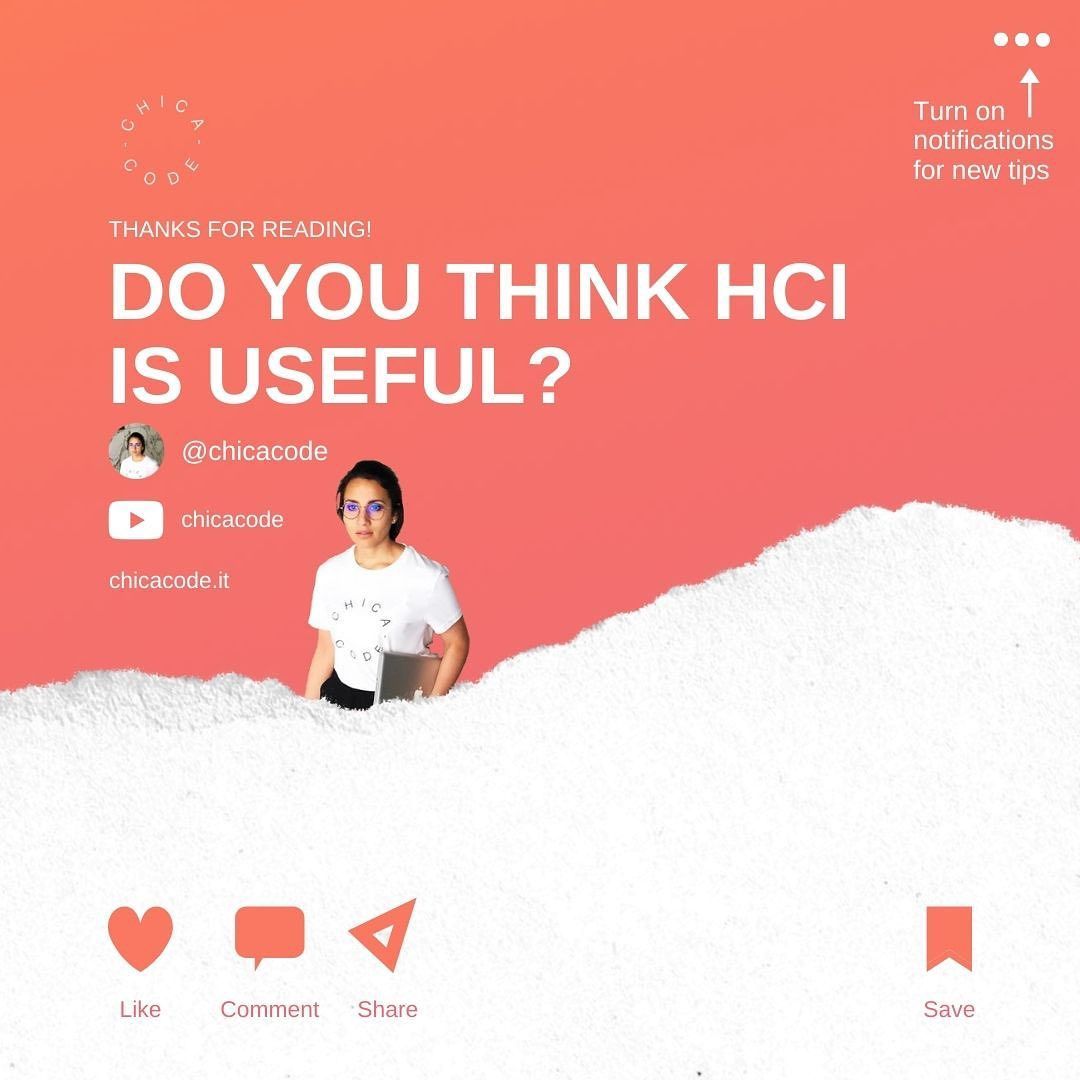 CHICA
-CODE-
Turn on
notifications
for new tips
THANKS FOR READING!
DO YOU THINK HCI
IS USEFUL?
@chicacode
chicacode
chicacode.it
CHICA-
CODE
Like
Comment
Share
Save